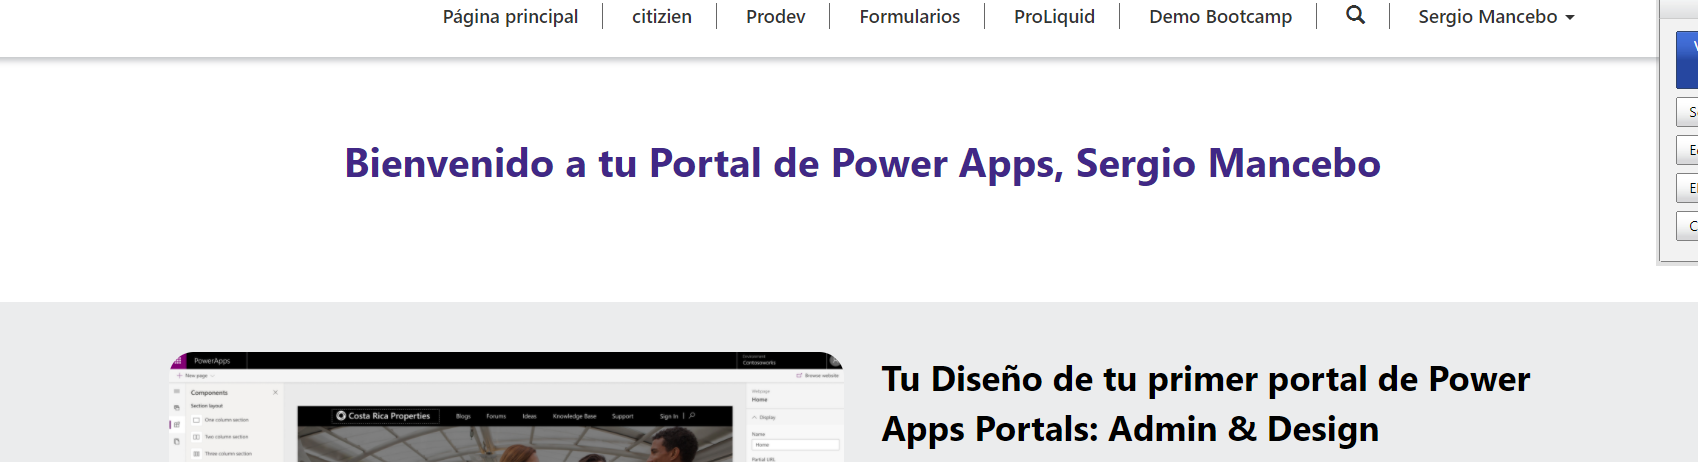 Página principal
citizien
Prodev
Formularios
ProLiquid
Demo Bootcamp
Sergio Mancebo
Bienvenido a tu Portal de Power Apps, Sergio Mancebo
PowerApps
Environment
Contosoworks
New page
Browse website
Components
Section layout
One column section
Two column section
Three column section
Costa Rica Properties
Blogs
Forums
Ideas
Knowledge Base
Support
Sign In
Webpage
Home
Display
Name
Home
Partial URL
Tu Diseño de tu primer portal de Power
Apps Portals: Admin & Design